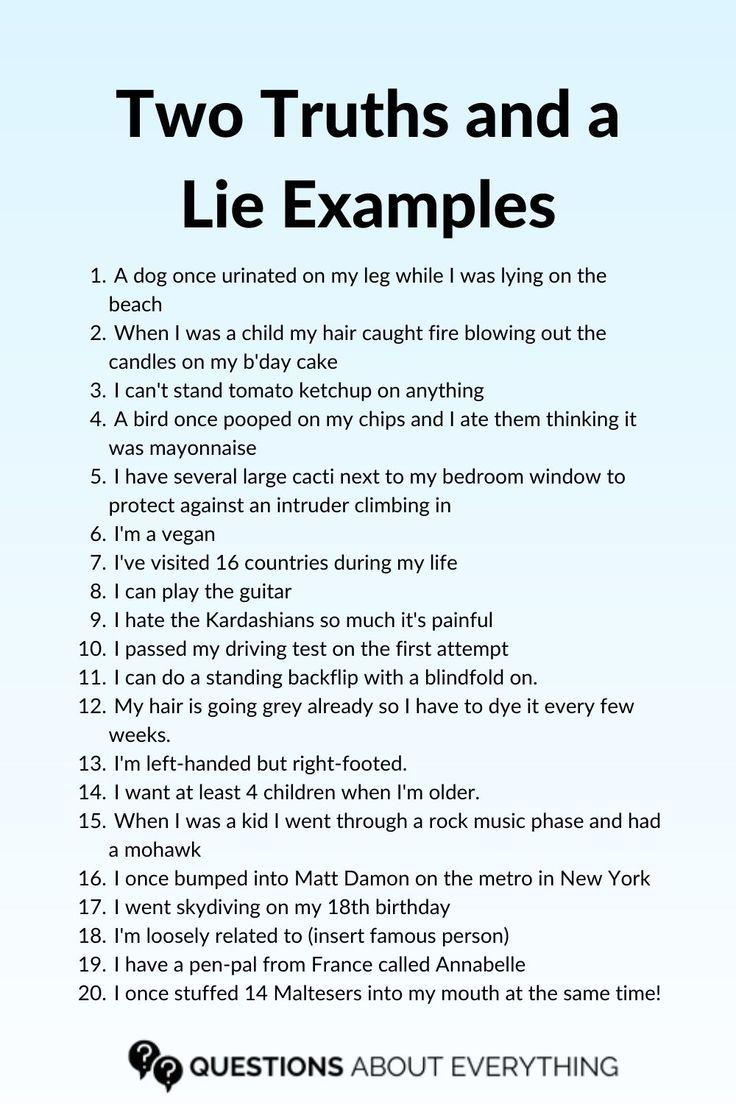 Two Truths and a
Lie Examples
1. A dog once urinated on my leg while I was lying on the
beach
2. When I was a child my hair caught fire blowing out the
candles on my b'day cake
3. I can't stand tomato ketchup on anything
4. A bird once pooped on my chips and I ate them thinking it
was mayonnaise
5. I have several large cacti next to my bedroom window to
protect against an intruder climbing in
6. I'm a vegan
7. I've visited 16 countries during my life
8. I can play the guitar
9. I hate the Kardashians so much it's painful
10. I passed my driving test on the first attempt
11. I can do a standing backflip with a blindfold on.
12. My hair is going grey already so I have to dye it every few
weeks.
13. I'm left-handed but right-footed.
14. I want at least 4 children when I'm older.
15. When I was a kid I went through a rock music phase and had
a mohawk
16. I once bumped into Matt Damon on the metro in New York
17. I went skydiving on my 18th birthday
18. I'm loosely related to (insert famous person)
19. I have a pen-pal from France called Annabelle
20. I once stuffed 14 Maltesers into my mouth at the same time!
? ? QUESTIONS ABOUT EVERYTHING